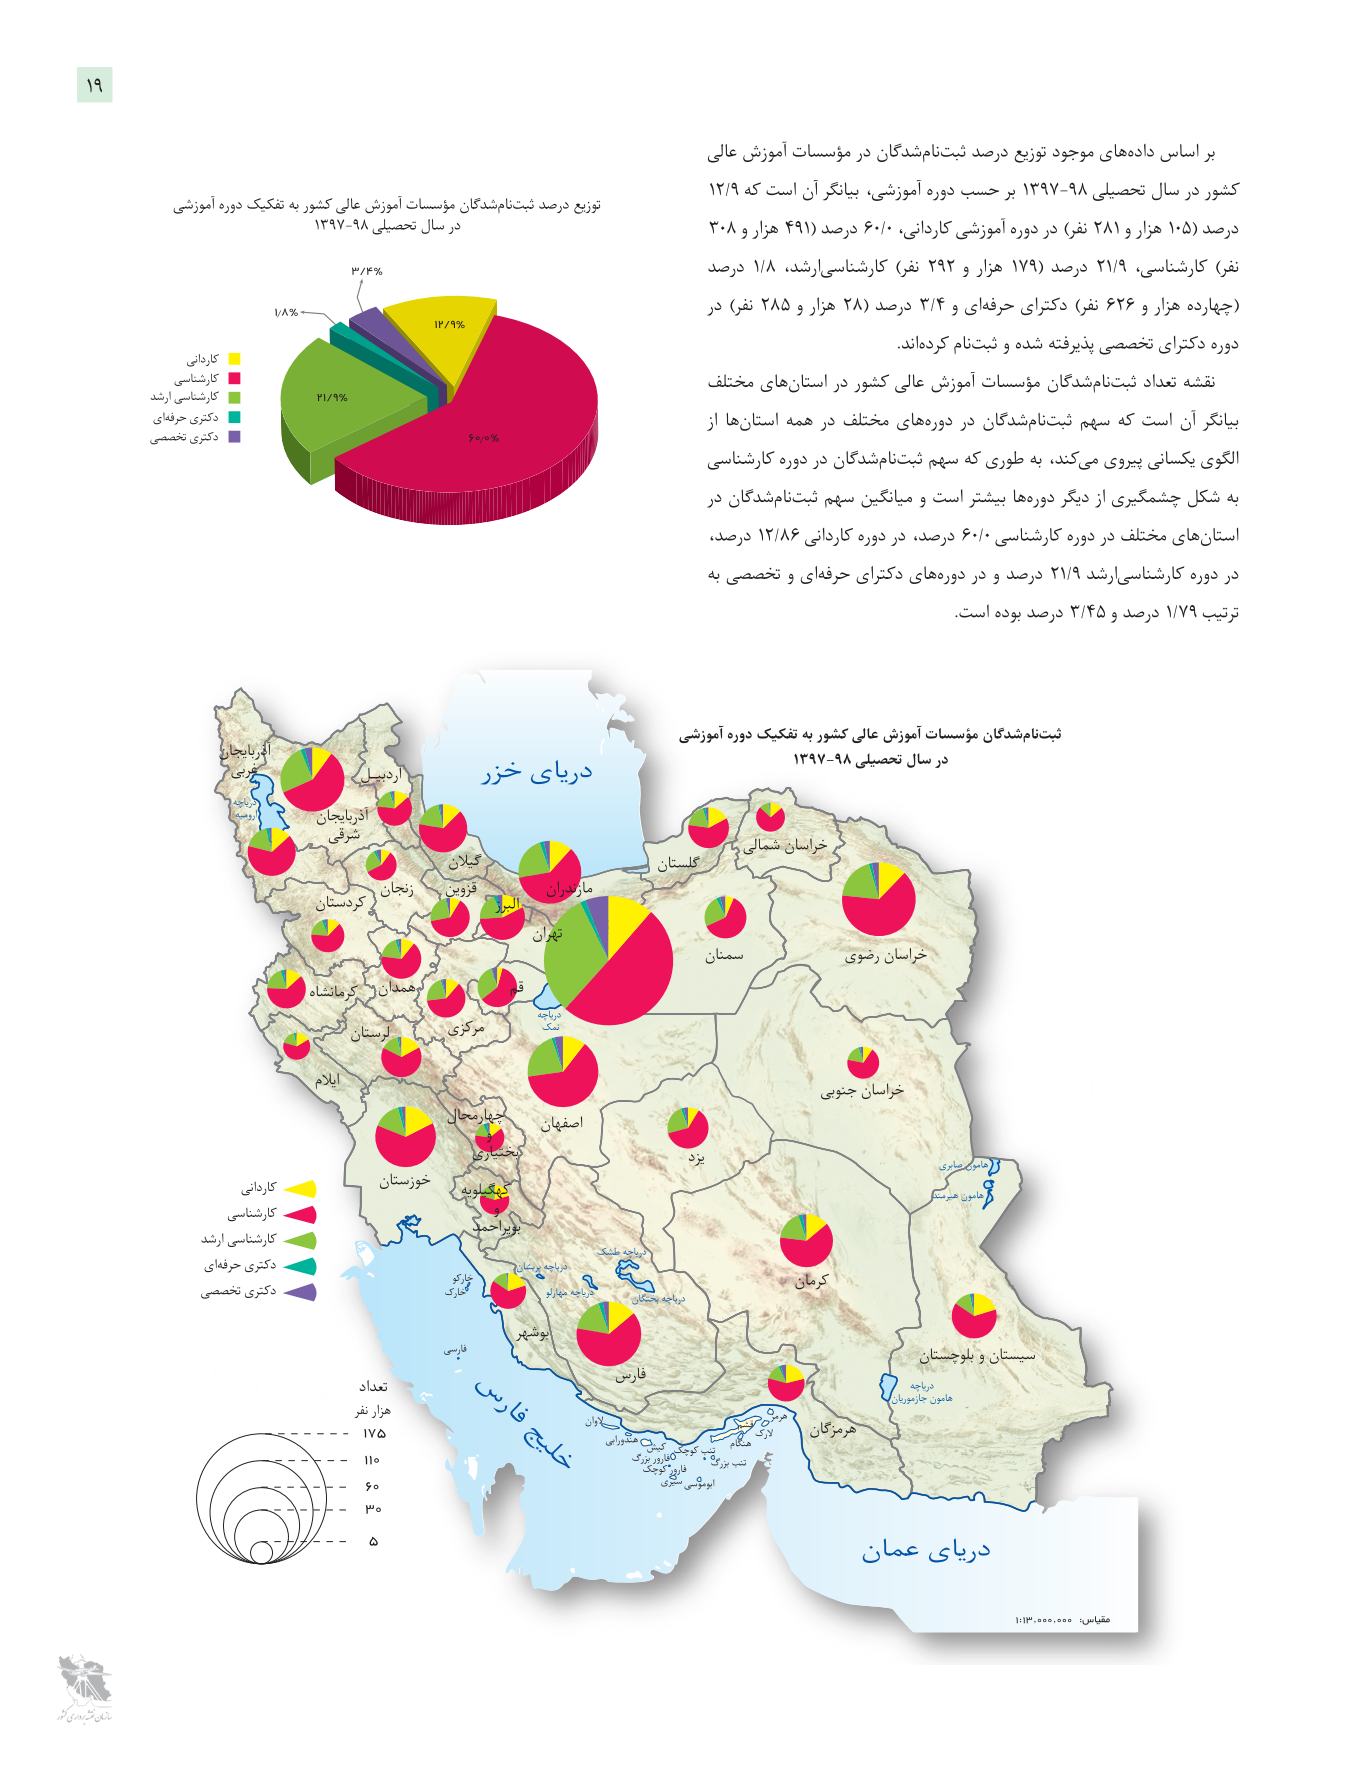 ۱۹
بر اساس داده‌های موجود توزیع درصد ثبت‌نام‌شدگان در مؤسسات آموزش عالی
کشور در سال تحصیلی ۹۸-۱۳۹۷ بر حسب دوره آموزشی، بیانگر آن است که ۱۲/۹
درصد (۱۰۵ هزار و ۲۸۱ نفر) در دوره آموزشی کاردانی، ۶۰/۰ درصد (۴۹۱ هزار و ۳۰۸
نفر) کارشناسی، ۲۱/۹ درصد (۱۷۹ هزار و ۲۹۲ نفر) کارشناسی‌ارشد، ۱/۸ درصد
(چهارده هزار و ۶۲۶ نفر) دکترای حرفه‌ای و ۳/۴ درصد (۲۸ هزار و ۲۸۵ نفر) در
دوره دکترای تخصصی پذیرفته شده و ثبت‌نام کرده‌اند.
نقشه تعداد ثبت‌نام‌شدگان مؤسسات آموزش عالی کشور در استان‌های مختلف
بیانگر آن است که سهم ثبت‌نام‌شدگان در دوره‌های مختلف در همه استان‌ها از
الگوی یکسانی پیروی می‌کند، به طوری که سهم ثبت‌نام‌شدگان در دوره کارشناسی
به شکل چشمگیری از دیگر دوره‌ها بیشتر است و میانگین سهم ثبت‌نام‌شدگان در
استان‌های مختلف در دوره کارشناسی ۶۰/۰ درصد، در دوره کاردانی ۱۲/۸۶ درصد،
در دوره کارشناسی‌ارشد ۲۱/۹ درصد و در دوره‌های دکترای حرفه‌ای و تخصصی به
ترتیب ۱/۷۹ درصد و ۳/۴۵ درصد بوده است.
توزیع درصد ثبت‌نام‌شدگان مؤسسات آموزش عالی کشور به تفکیک دوره آموزشی
در سال تحصیلی ۹۸-۱۳۹۷
۳/۴%
۱/۸%
۱۲/۹%
۲۱/۹%
۶۰/۰%
کاردانی
کارشناسی
کارشناسی ارشد
دکتری حرفه‌ای
دکتری تخصصی
ثبت‌نام‌شدگان مؤسسات آموزش عالی کشور به تفکیک دوره آموزشی
در سال تحصیلی ۹۸-۱۳۹۷
دریای خزر
آذربایجان
غربی
دریاچه
ارومیه
اردبیـل
آذربایجان
شرقی
گیلان
زنجان
قزوین
البرز
مازندران
تهران
گلستان
خراسان شمالی
خراسان رضوی
سمنان
کردستان
همدان
کرمانشاه
قم
دریاچه
نمک
مرکزی
لرستان
ایلام
اصفهان
خراسان جنوبی
یزد
چهارمحال
و
بختیاری
خوزستان
کهگیلویه
و
بویراحمد
هامون صابری
هامون هیرمند
کرمان
دریاچه طشک
دریاچه پریشان
دریاچه مهارلو
دریاچه بختگان
خارکو
خارک
بوشهر
فارس
فارسی
سیستان و بلوچستان
دریاچه
هامون جازموریان
هرمزگان
خلیج فارس
لاوان
هندورابی
کیش
فارور بزرگ
فارور کوچک
سیری
تنب کوچک
تنب بزرگ
ابوموسی
هنگام
قشم
لارک
هرمز
دریای عمان
مقیاس: ۱:۱۳.۰۰۰.۰۰۰
کاردانی
کارشناسی
کارشناسی ارشد
دکتری حرفه‌ای
دکتری تخصصی
تعداد
هزار نفر
۱۷۵
۱۱۰
۶۰
۳۰
۵
سازمان نقشه برداری کشور